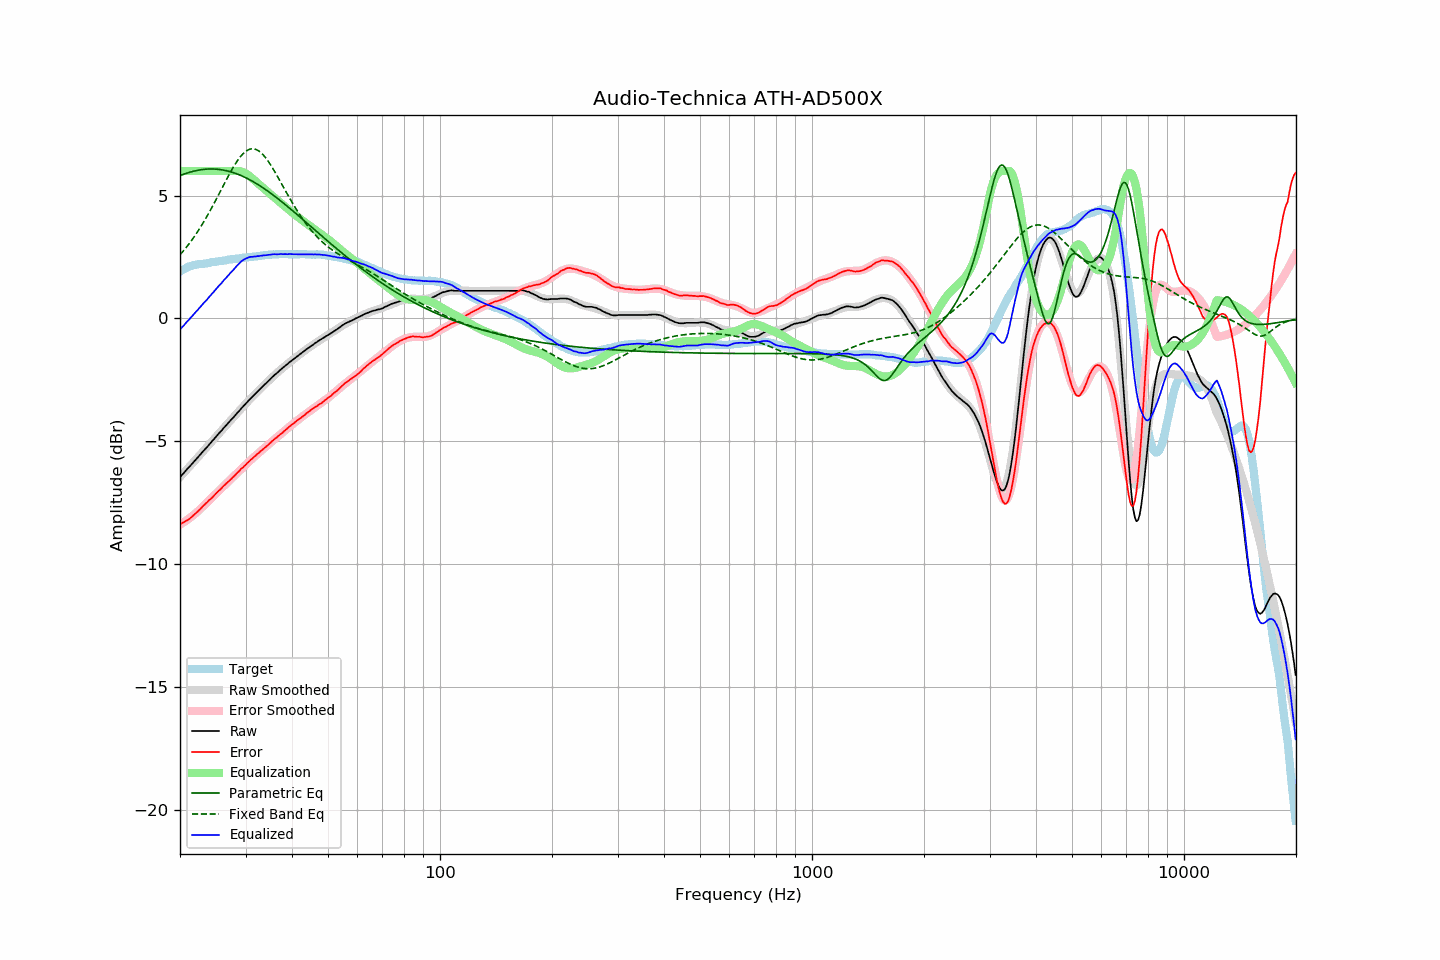 Audio-Technica ATH-AD500X
Amplitude (dBr)
5
0
−5
−10
−15
−20
Target
Raw Smoothed
Error Smoothed
Raw
Error
Equalization
Parametric Eq
Fixed Band Eq
Equalized
100 1000 10000
Frequency (Hz)